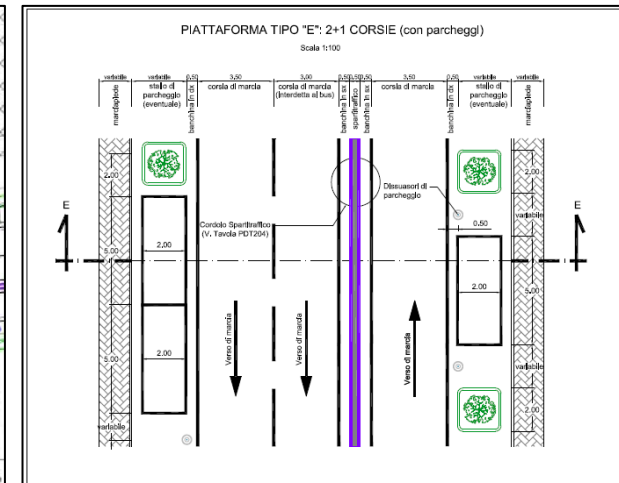 PIATTAFORMA TIPO "E": 2+1 CORSIE (con parcheggi)
Scala 1:100
variabile variabile 0,50 3,50 3,00 0,50 0,50 0,50 3,50 0,50 variabile variabile
marciapiede
stallo di
parcheggio
(eventuale)
banchina in dx
corsia di marcia
corsia di marcia
(interdetta ai bus)
banchina in sx
spartitraffico
banchina in sx
corsia di marcia
banchina in dx
stallo di
parcheggio
(eventuale)
marciapiede
2.00
Dissuasori di
parcheggio
2.00
E
Cordolo Spartitraffico
(V. Tavola PDT204)
0.50
variabile
E
5.00
2.00
2.00
5.00
Verso di marcia
Verso di marcia
Verso di marcia
5.00
2.00
variabile
variabile
2.00